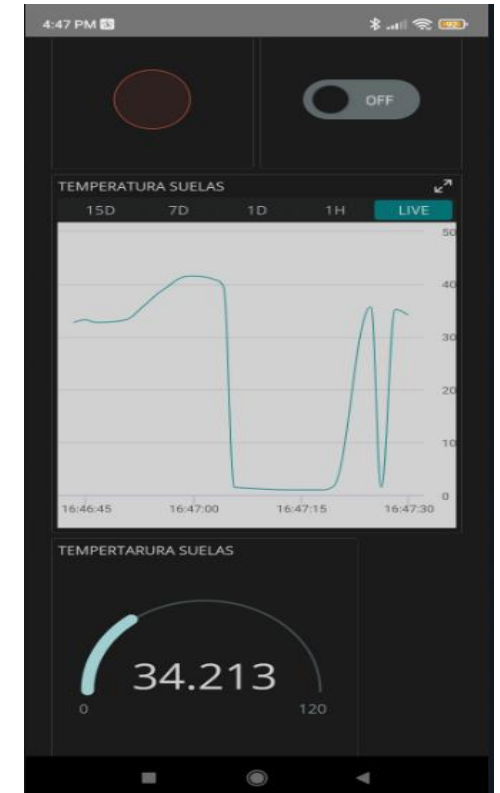 4:47 PM
92
OFF
TEMPERATURA SUELAS
15D 7D 1D 1H LIVE
50
40
30
20
10
0
16:46:45 16:47:00 16:47:15 16:47:30
TEMPERTARURA SUELAS
34.213
0 120